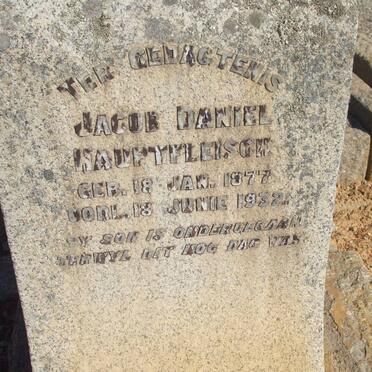 TER GEDAGTENIS
JACOB DANIEL
HAUPTFLEISCH
GEB. 18 JAN. 1877
OORL. 18 JUNIE 1932.
SY SON IS ONDERGEGAAN
TERWYL DIT NOG DAG WAS